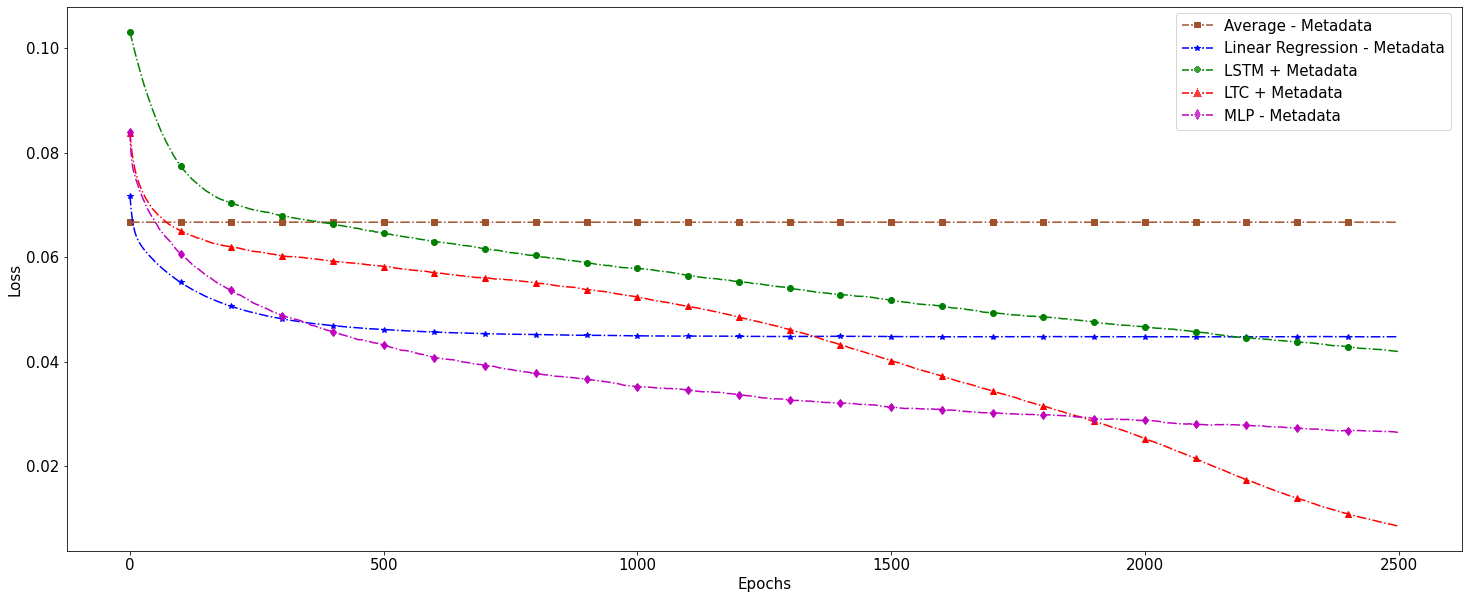 Average - Metadata
Linear Regression - Metadata
LSTM + Metadata
LTC + Metadata
MLP - Metadata
0.10
0.08
0.06
0.04
0.02
Loss
0 500 1000 1500 2000 2500
Epochs